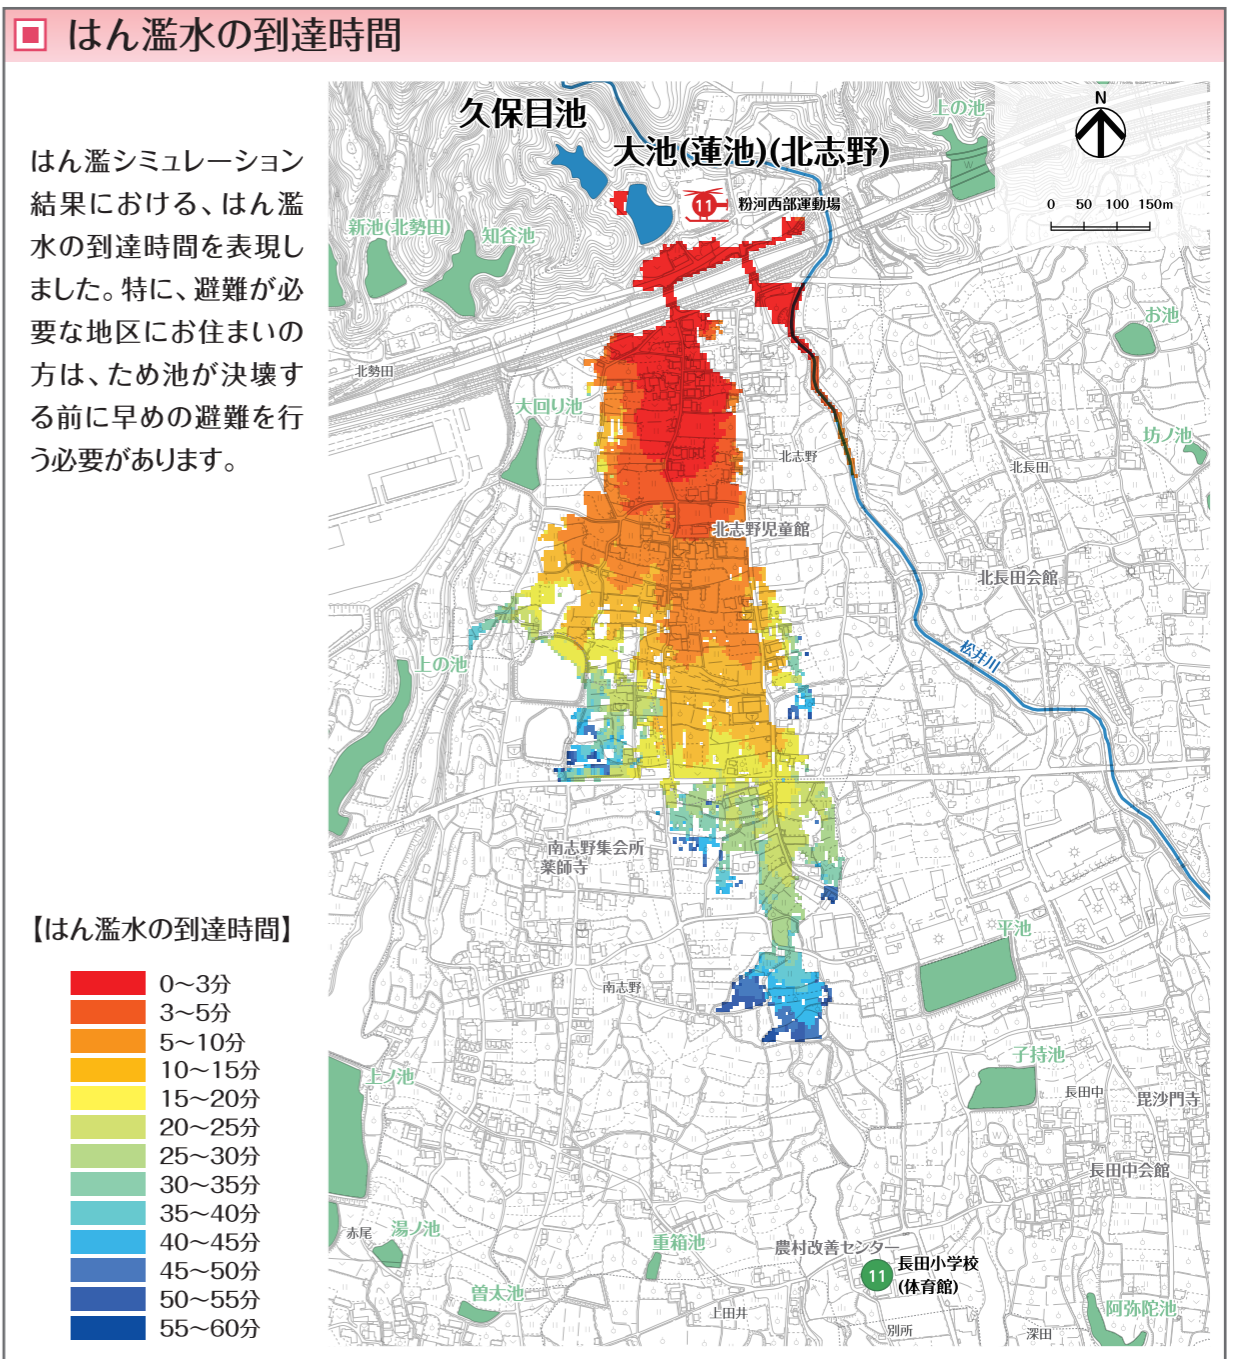 はん濫水の到達時間
はん濫シミュレーション
結果における、はん濫
水の到達時間を表現し
ました。特に、避難が必
要な地区にお住まいの
方は、ため池が決壊す
る前に早めの避難を行
う必要があります。
久保目池
大池(蓮池)(北志野)
上の池
N
0 50 100 150m
11
粉河西部運動場
新池(北勢田)
知谷池
お池
北勢田
大回り池
坊ノ池
北志野
北長田
北志野児童館
北長田会館
松井川
上の池
南志野集会所
薬師寺
平池
南志野
子持池
上ノ池
長田中
毘沙門寺
長田中会館
赤尾
湯ノ池
重箱池
農村改善センター
11
長田小学校
(体育館)
曽太池
上田井
別所
深田
阿弥陀池
【はん濫水の到達時間】
0〜3分
3〜5分
5〜10分
10〜15分
15〜20分
20〜25分
25〜30分
30〜35分
35〜40分
40〜45分
45〜50分
50〜55分
55〜60分